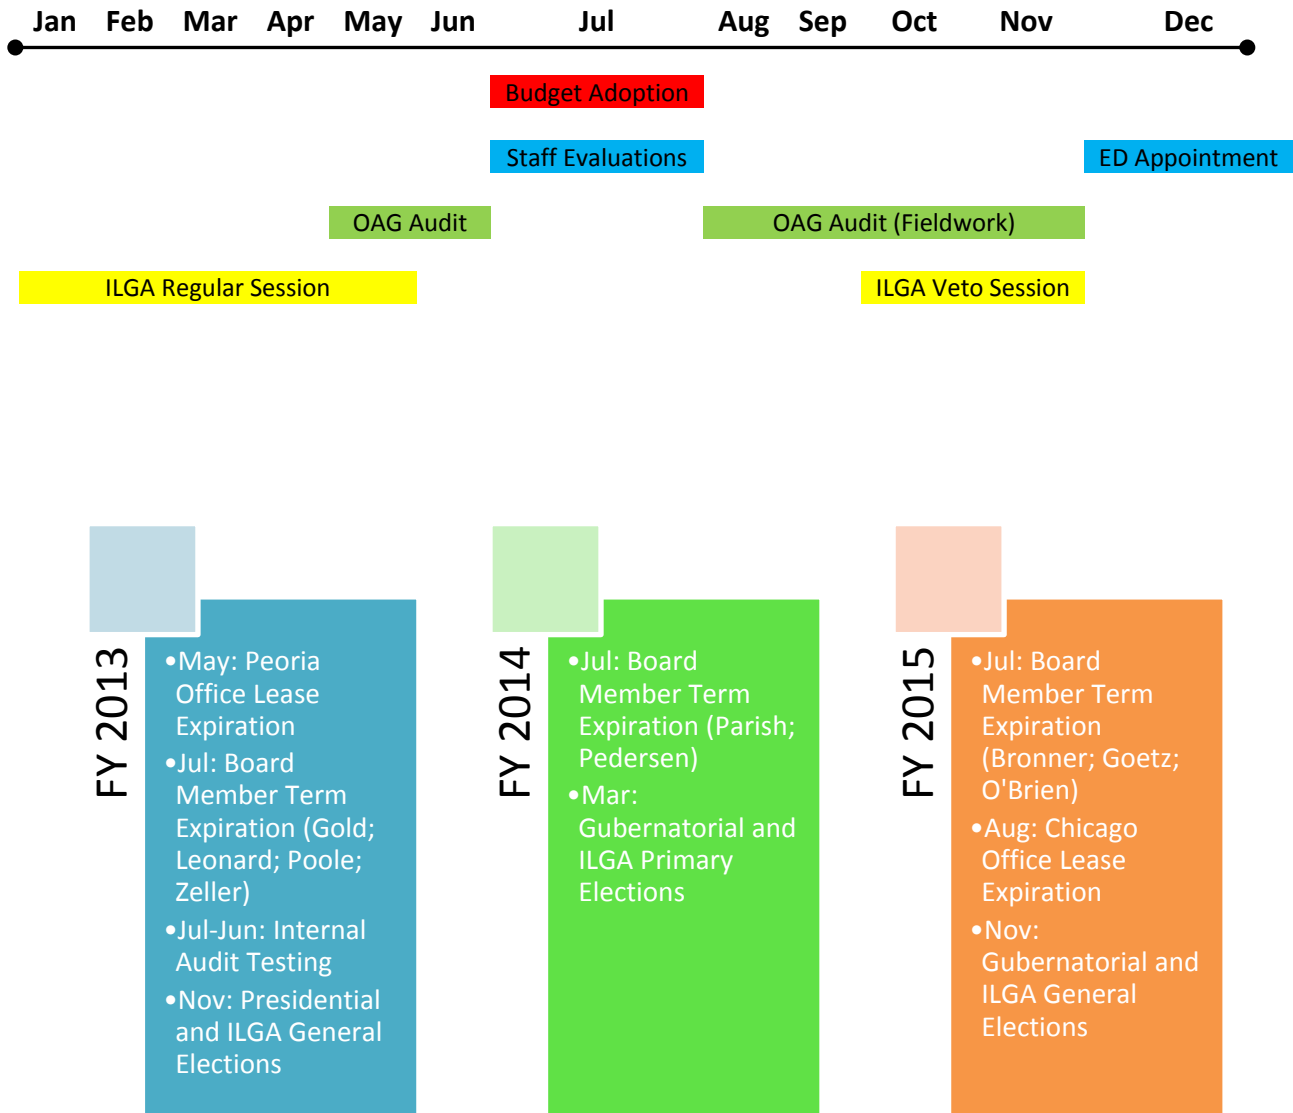 Jan Feb Mar Apr May Jun Jul Aug Sep Oct Nov Dec
Budget Adoption
Staff Evaluations
ED Appointment
OAG Audit
OAG Audit (Fieldwork)
ILGA Regular Session
ILGA Veto Session
FY 2013
•May: Peoria
Office Lease
Expiration
•Jul: Board
Member Term
Expiration (Gold;
Leonard; Poole;
Zeller)
•Jul-Jun: Internal
Audit Testing
•Nov: Presidential
and ILGA General
Elections
FY 2014
•Jul: Board
Member Term
Expiration (Parish;
Pedersen)
•Mar:
Gubernatorial and
ILGA Primary
Elections
FY 2015
•Jul: Board
Member Term
Expiration
(Bronner; Goetz;
O'Brien)
•Aug: Chicago
Office Lease
Expiration
•Nov:
Gubernatorial and
ILGA General
Elections